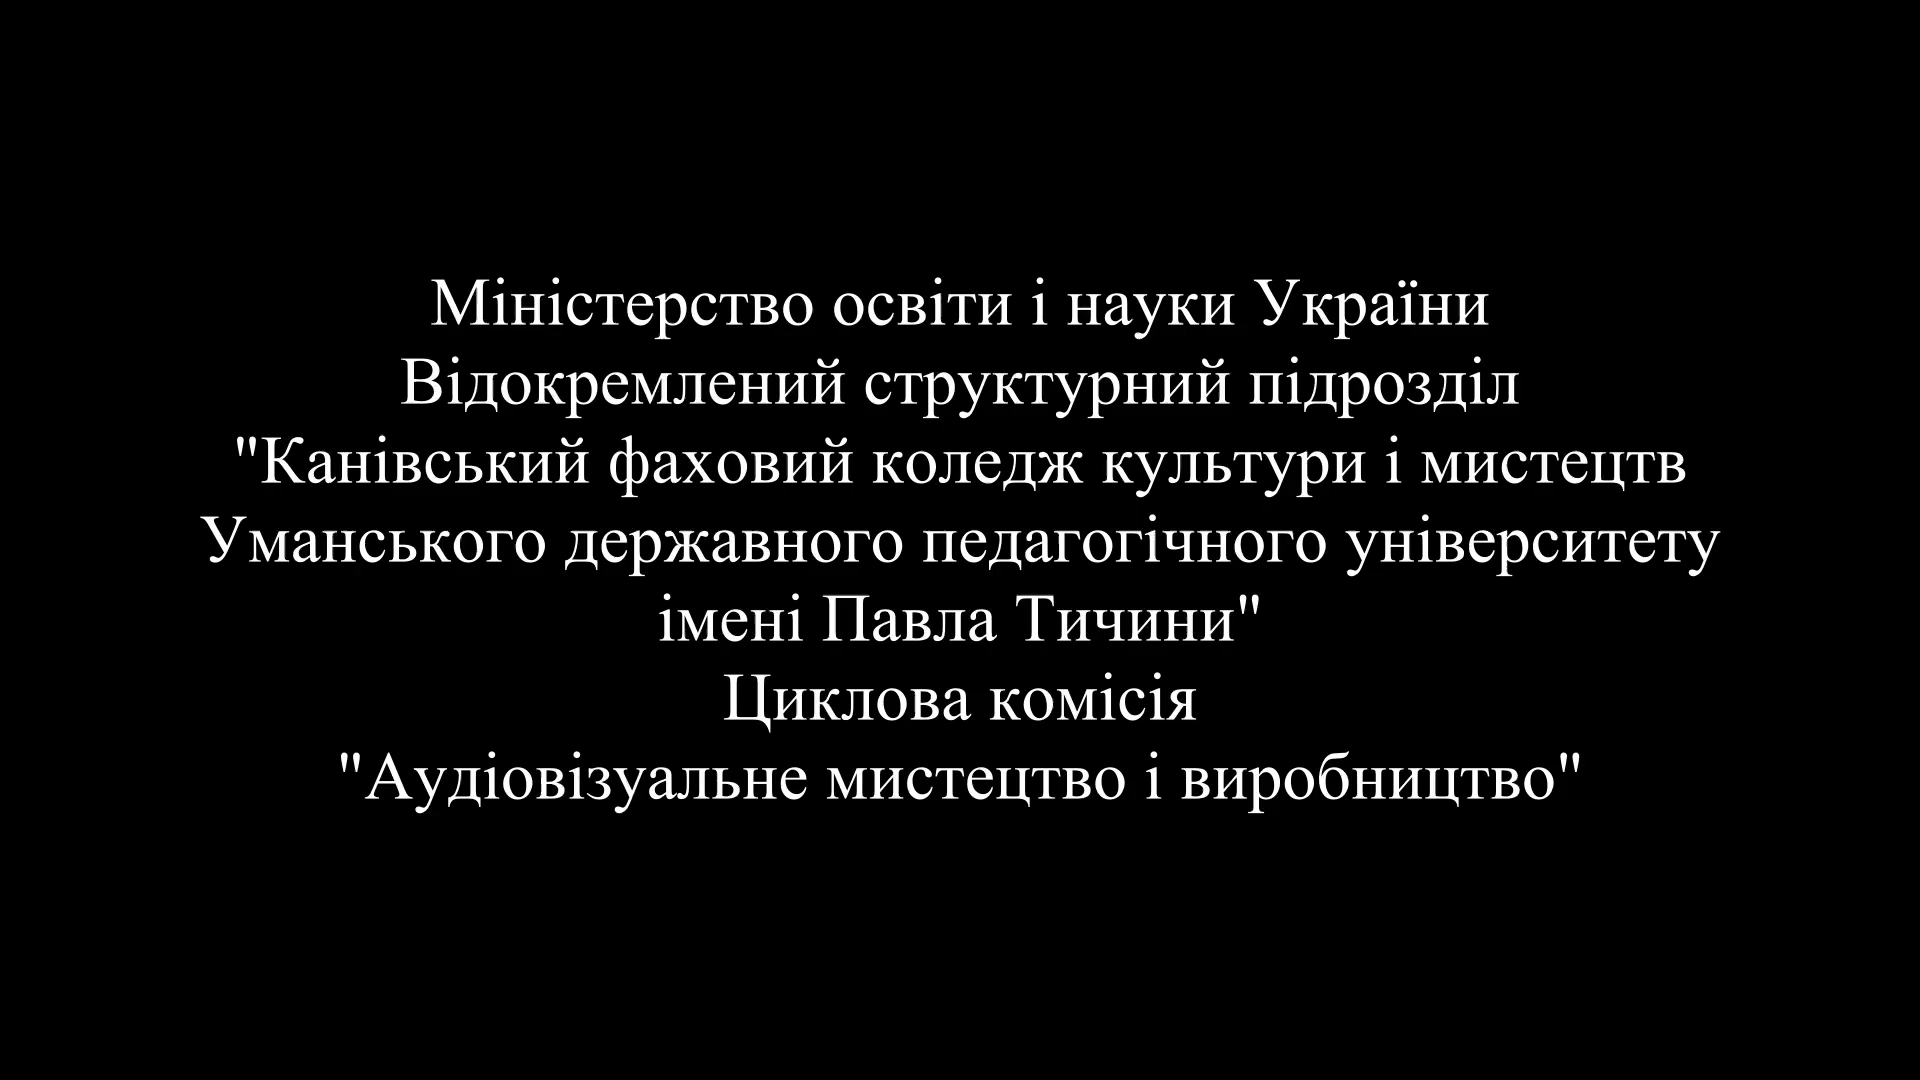 Міністерство освіти і науки України
Відокремлений структурний підрозділ
"Канівський фаховий коледж культури і мистецтв
Уманського державного педагогічного університету
імені Павла Тичини"
Циклова комісія
"Аудіовізуальне мистецтво і виробництво"